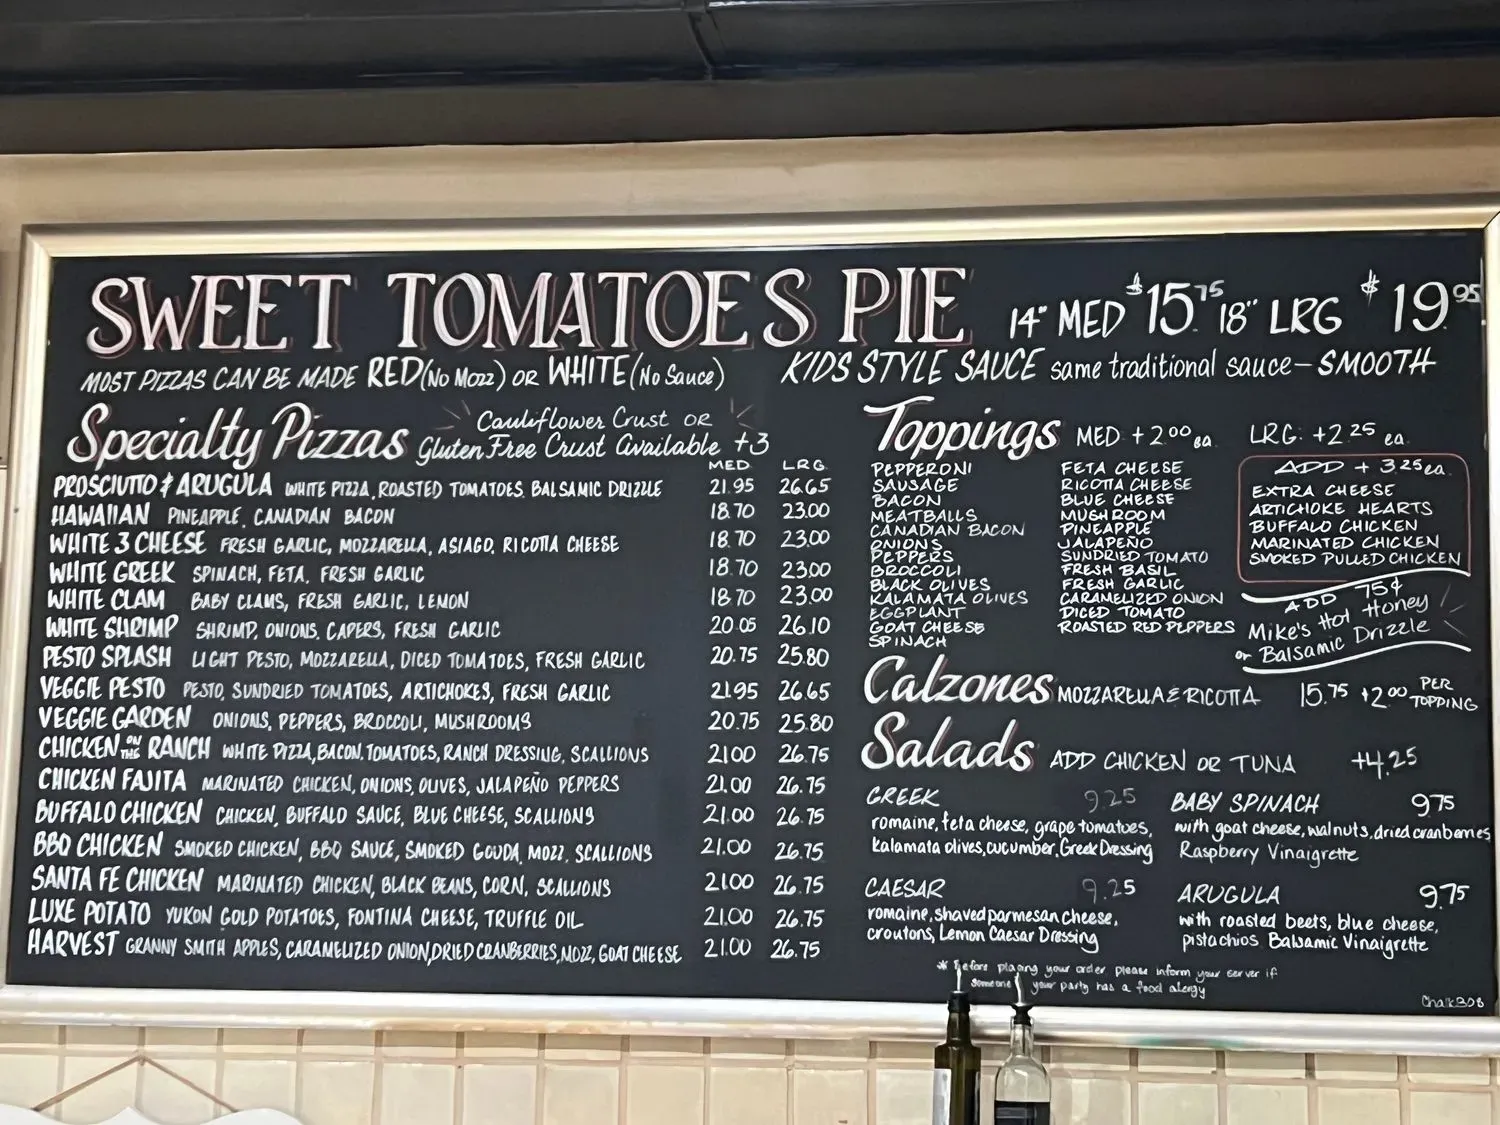 SWEET TOMATOES PIE 14" MED $15.75 18" LRG $19.95
MOST PIZZAS CAN BE MADE RED (No Mozz) OR WHITE (No Sauce)
KIDS STYLE SAUCE same traditional sauce - SMOOTH
Specialty Pizzas
Cauliflower Crust OR
Gluten Free Crust Available +3
MED LRG
PROSCIUTTO & ARUGULA WHITE PIZZA, ROASTED TOMATOES BALSAMIC DRIZZLE 21.95 26.65
HAWAIIAN PINEAPPLE, CANADIAN BACON 18.70 23.00
WHITE 3 CHEESE FRESH GARLIC, MOZZARELLA, ASIAGO, RICOTTA CHEESE 18.70 23.00
WHITE GREEK SPINACH, FETA, FRESH GARLIC 18.70 23.00
WHITE CLAM BABY CLAMS, FRESH GARLIC, LEMON 18.70 23.00
WHITE SHRIMP SHRIMP, ONIONS, CAPERS, FRESH GARLIC 20.05 26.10
PESTO SPLASH LIGHT PESTO, MOZZARELLA, DICED TOMATOES, FRESH GARLIC 20.75 25.80
VEGGIE PESTO PESTO, SUNDRIED TOMATOES, ARTICHOKES, FRESH GARLIC 21.95 26.65
VEGGIE GARDEN ONIONS, PEPPERS, BROCCOLI, MUSHROOMS 20.75 25.80
CHICKEN ON THE RANCH WHITE PIZZA, BACON, TOMATOES, RANCH DRESSING, SCALLIONS 21.00 26.75
CHICKEN FAJITA MARINATED CHICKEN, ONIONS, OLIVES, JALAPEÑO PEPPERS 21.00 26.75
BUFFALO CHICKEN CHICKEN, BUFFALO SAUCE, BLUE CHEESE, SCALLIONS 21.00 26.75
BBQ CHICKEN SMOKED CHICKEN, BBQ SAUCE, SMOKED GOUDA, MOZZ, SCALLIONS 21.00 26.75
SANTA FE CHICKEN MARINATED CHICKEN, BLACK BEANS, CORN, SCALLIONS 21.00 26.75
LUXE POTATO YUKON GOLD POTATOES, FONTINA CHEESE, TRUFFLE OIL 21.00 26.75
HARVEST GRANNY SMITH APPLES, CARAMELIZED ONION, DRIED CRANBERRIES, MOZZ, GOAT CHEESE 21.00 26.75
Toppings MED +2.00 ea. LRG. +2.25 ea.
PEPPERONI
SAUSAGE
BACON
MEATBALLS
CANADIAN BACON
ONIONS
PEPPERS
BROCCOLI
BLACK OLIVES
KALAMATA OLIVES
EGGPLANT
GOAT CHEESE
SPINACH
FETA CHEESE
RICOTTA CHEESE
BLUE CHEESE
MUSHROOM
PINEAPPLE
JALAPEÑO
SUNDRIED TOMATO
FRESH BASIL
FRESH GARLIC
CARAMELIZED ONION
DICED TOMATO
ROASTED RED PEPPERS
ADD + 3.25 ea.
EXTRA CHEESE
ARTICHOKE HEARTS
BUFFALO CHICKEN
MARINATED CHICKEN
SMOKED PULLED CHICKEN
ADD 75¢
Mike's Hot Honey
or Balsamic Drizzle
Calzones MOZZARELLA & RICOTTA 15.75 +2.00 PER TOPPING
Salads ADD CHICKEN OR TUNA +4.25
GREEK 9.25
romaine, feta cheese, grape tomatoes,
kalamata olives, cucumber, Greek Dressing
CAESAR 9.25
romaine, shaved parmesan cheese,
croutons, Lemon Caesar Dressing
BABY SPINACH 9.75
with goat cheese, walnuts, dried cranberries
Raspberry Vinaigrette
ARUGULA 9.75
with roasted beets, blue cheese,
pistachios Balsamic Vinaigrette
* Before placing your order please inform your server if
someone your party has a food alergy
Chalk308